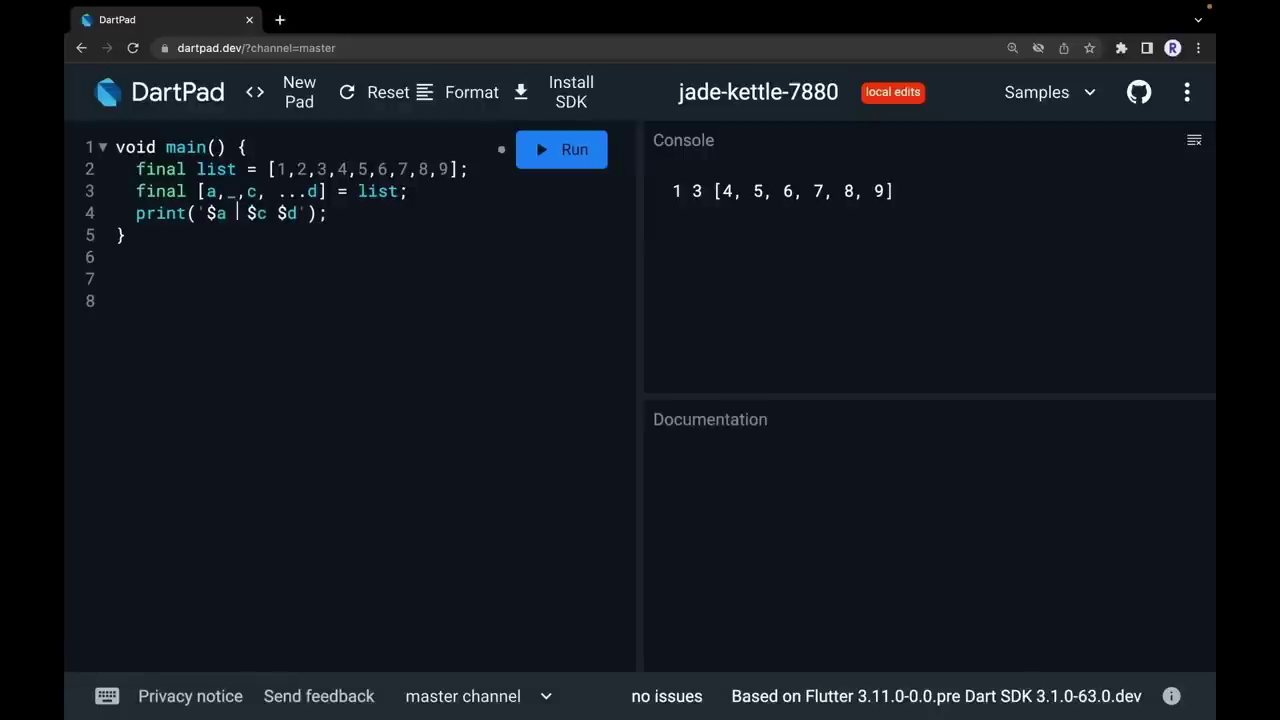 DartPad
dartpad.dev/?channel=master
R
DartPad
<> New Pad
Reset
Format
Install SDK
jade-kettle-7880
local edits
Samples
1 void main() {
2 final list = [1,2,3,4,5,6,7,8,9];
3 final [a,_,c, ...d] = list;
4 print('$a $c $d');
5 }
6
7
8
Run
Console
1 3 [4, 5, 6, 7, 8, 9]
Documentation
Privacy notice
Send feedback
master channel
no issues
Based on Flutter 3.11.0-0.0.pre Dart SDK 3.1.0-63.0.dev